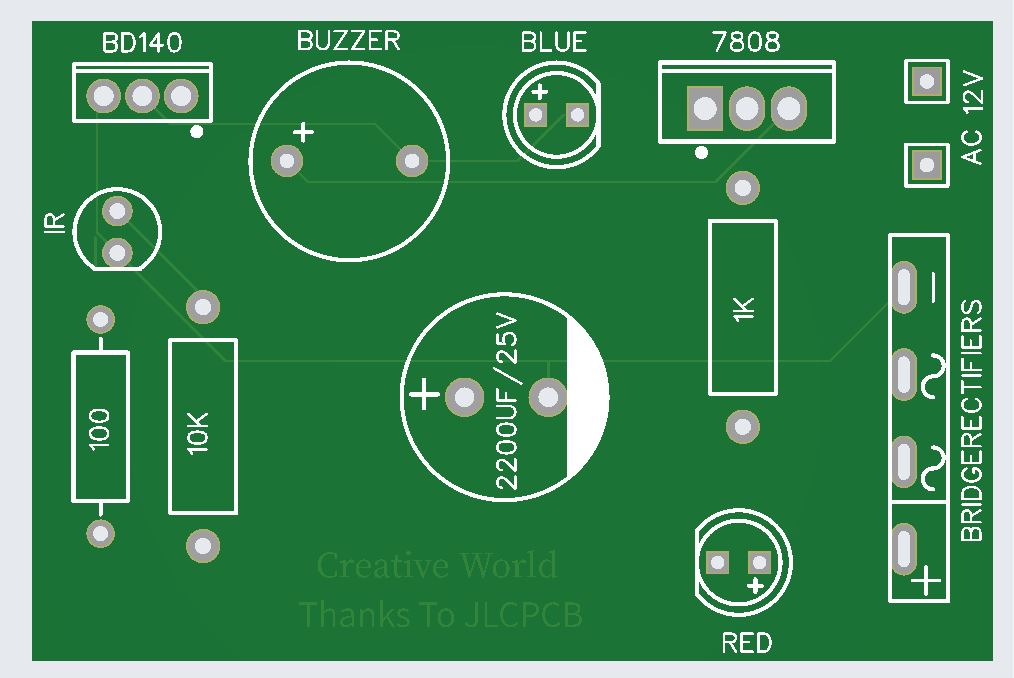 BD140
BUZZER
BLUE
7808
AC 12V
+
+
IR
1K
−
2200UF/25V
+
100
10K
BRIDGERECTIFIERS
∼
∼
+
Creative World
Thanks To JLCPCB
+
RED